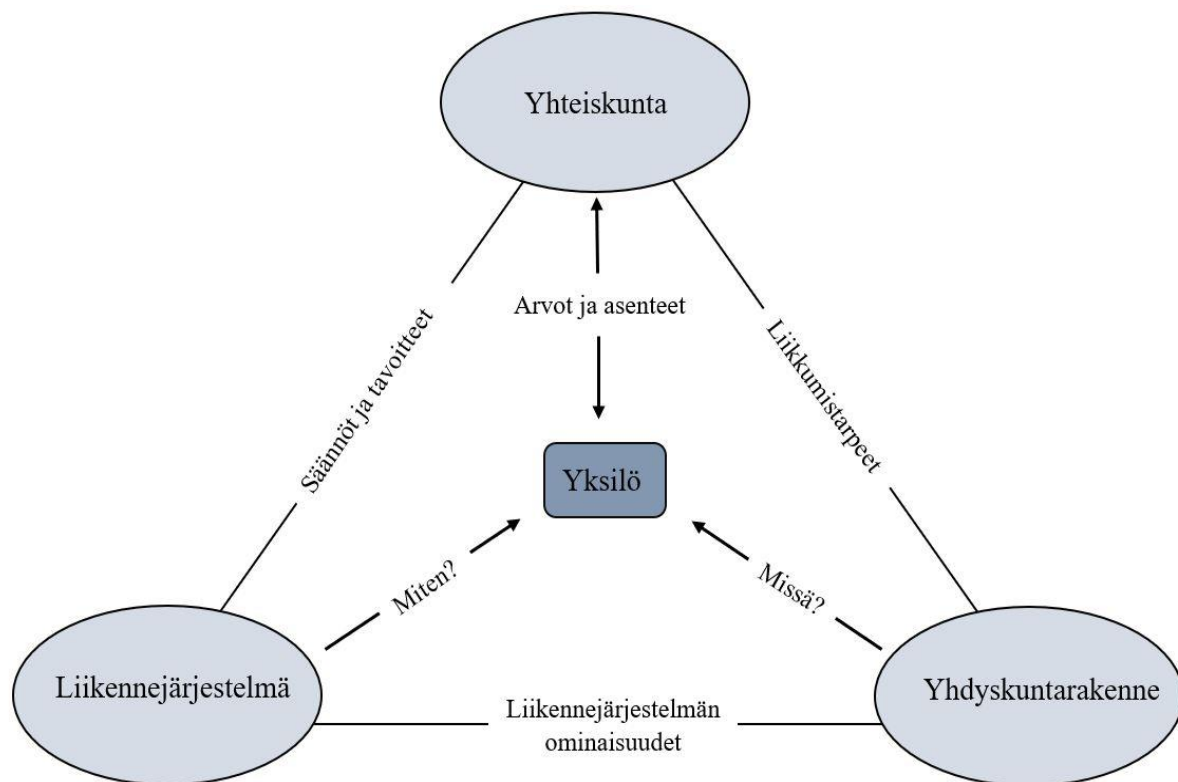 Yhteiskunta
Arvot ja asenteet
Säännöt ja tavoitteet
Liikkumistarpeet
Yksilö
Miten?
Missä?
Liikennejärjestelmä
Yhdyskuntarakenne
Liikennejärjestelmän
ominaisuudet